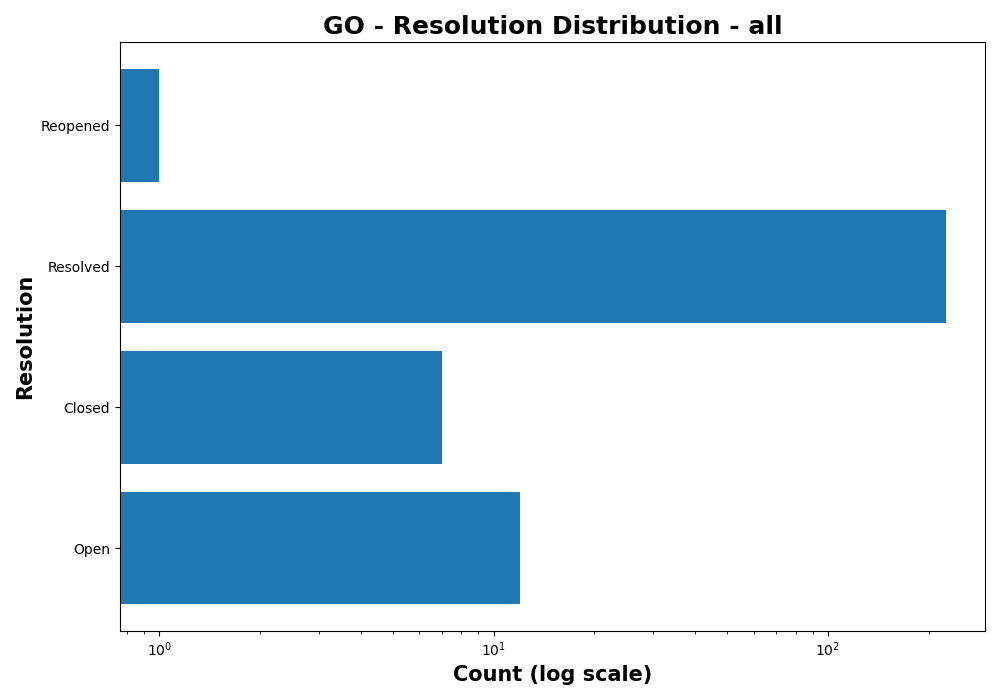 GO - Resolution Distribution - all
Reopened
Resolved
Closed
Open
Resolution
10⁰
10¹
10²
Count (log scale)